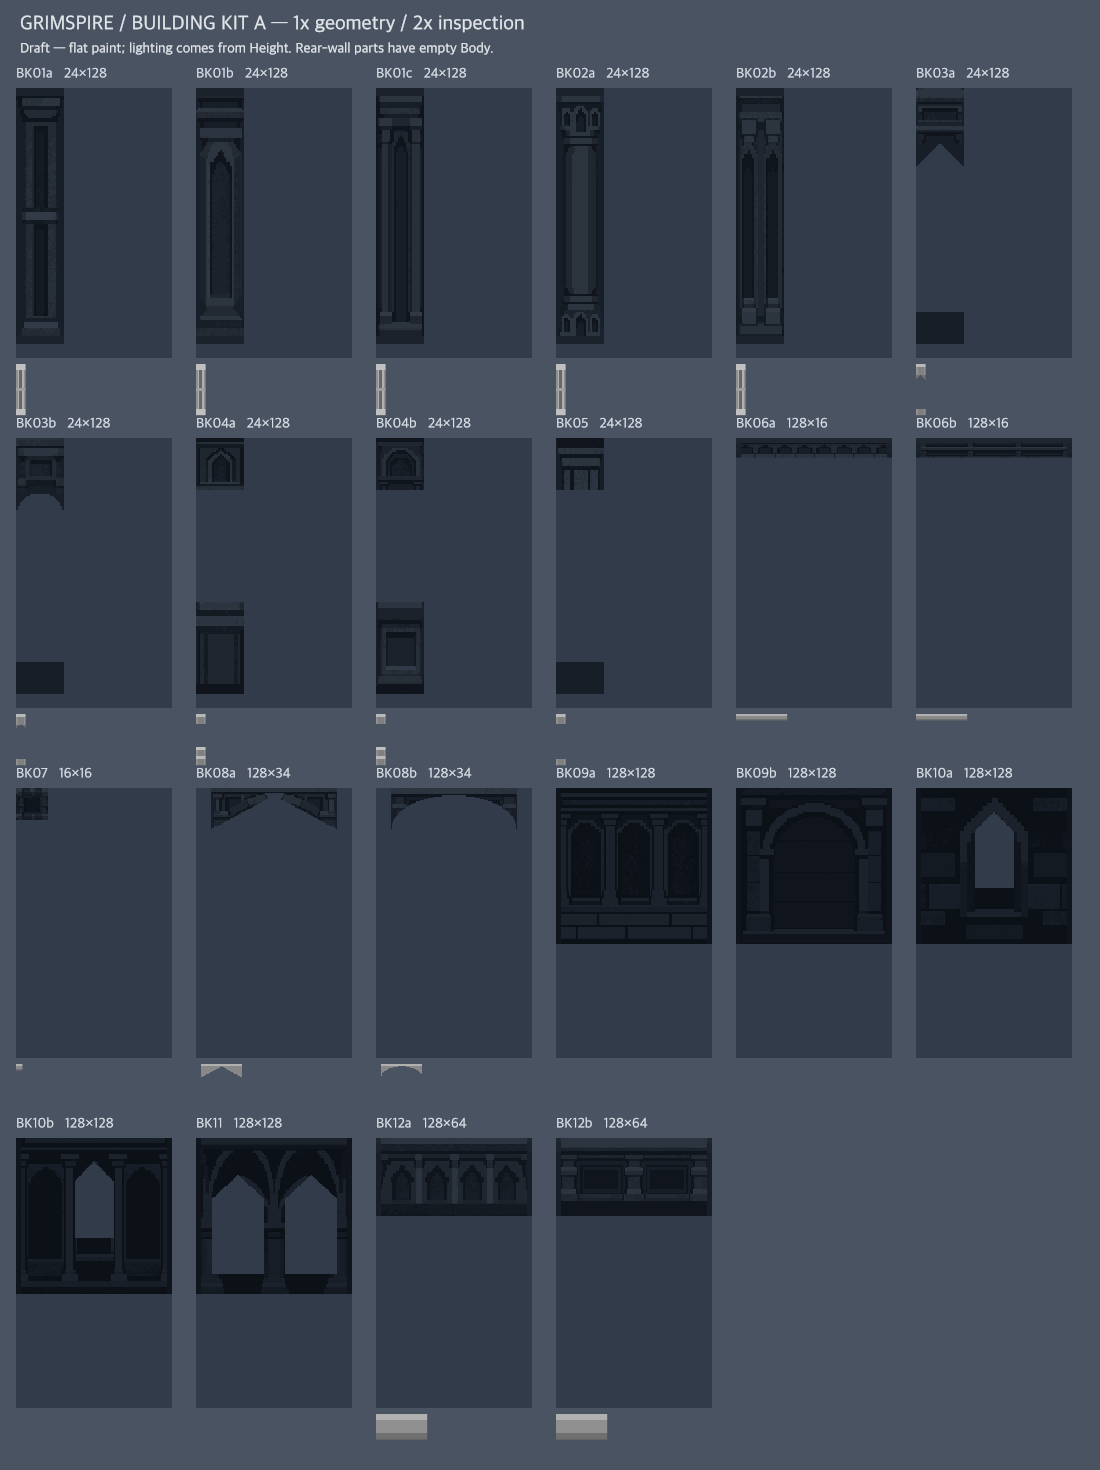 GRIMSPIRE / BUILDING KIT A — 1x geometry / 2x inspection
Draft — flat paint; lighting comes from Height. Rear-wall parts have empty Body.
BK01a 24×128
BK01b 24×128
BK01c 24×128
BK02a 24×128
BK02b 24×128
BK03a 24×128
BK03b 24×128
BK04a 24×128
BK04b 24×128
BK05 24×128
BK06a 128×16
BK06b 128×16
BK07 16×16
BK08a 128×34
BK08b 128×34
BK09a 128×128
BK09b 128×128
BK10a 128×128
BK10b 128×128
BK11 128×128
BK12a 128×64
BK12b 128×64